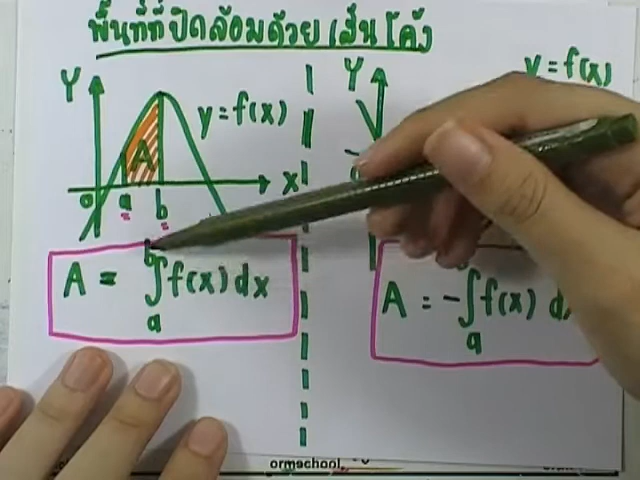 พื้นที่ที่ปิดล้อมด้วยเส้นโค้ง
Y
y = f(x)
A
0 a b X
A = ∫ f(x) dx
b
a
Y
y = f(x)
A = -∫ f(x)
a
ormschool,